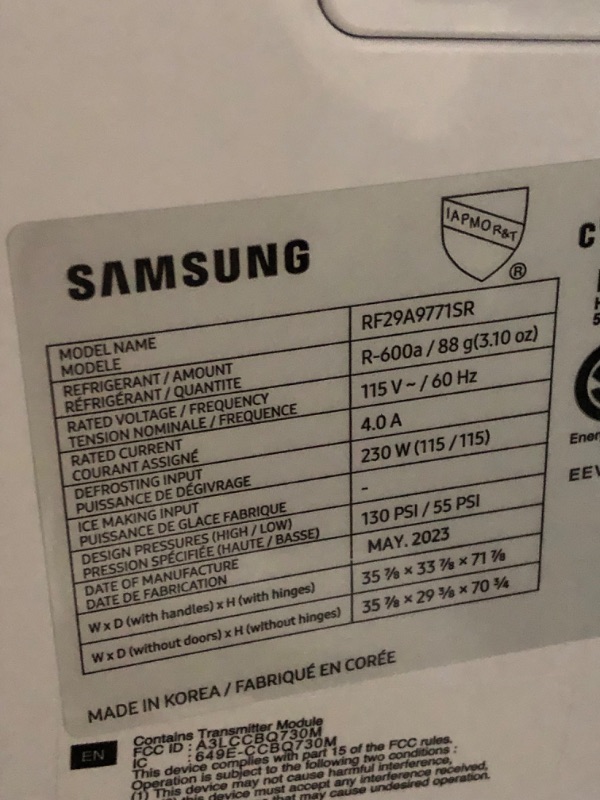 IAPMO R&T
®
C
SAMSUNG
MODEL NAME
MODELE
RF29A9771SR
REFRIGERANT / AMOUNT
RÉFRIGÉRANT / QUANTITE
R-600a / 88 g(3.10 oz)
RATED VOLTAGE / FREQUENCY
TENSION NOMINALE / FREQUENCE
115 V ~ / 60 Hz
RATED CURRENT
COURANT ASSIGNÉ
4.0 A
DEFROSTING INPUT
PUISSANCE DE DÉGIVRAGE
230 W (115 / 115)
ICE MAKING INPUT
PUISSANCE DE GLACE FABRIQUE
-
DESIGN PRESSURES (HIGH / LOW)
PRESSION SPÉCIFIÉE (HAUTE / BASSE)
130 PSI / 55 PSI
DATE OF MANUFACTURE
DATE DE FABRICATION
MAY. 2023
W x D (with handles) x H (with hinges)
35 ⅞ × 33 ⅞ × 71 ⅞
W x D (without doors) x H (without hinges)
35 ⅞ × 29 ⅜ × 70 ¾
Ener
EEV
MADE IN KOREA / FABRIQUÉ EN CORÉE
EN
Contains Transmitter Module
FCC ID : A3LCCBQ730M
IC : 649E-CCBQ730M
This device complies with part 15 of the FCC rules.
Operation is subject to the following two conditions :
(1) This device may not cause harmful interference,
this device must accept any interference received,
that may cause undesired operation.